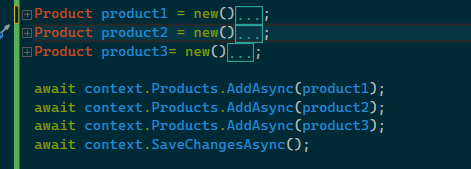 Product product1 = new()...;
Product product2 = new()...;
Product product3= new()...;
await context.Products.AddAsync(product1);
await context.Products.AddAsync(product2);
await context.Products.AddAsync(product3);
await context.SaveChangesAsync();